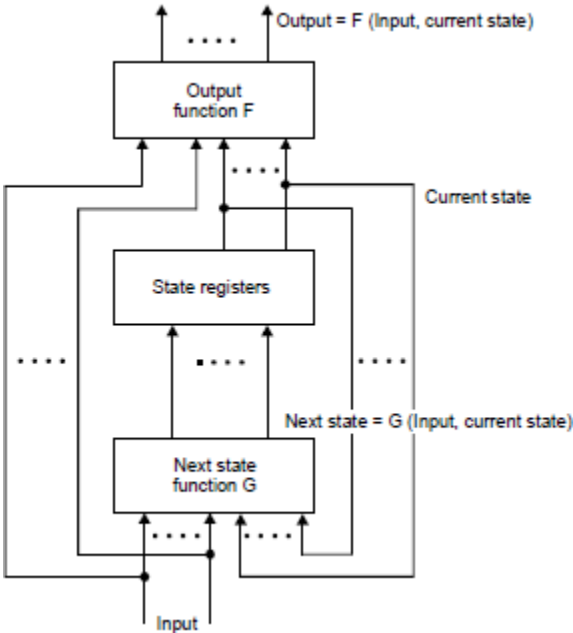 Output = F (Input, current state)
Output
function F
Current state
State registers
Next state = G (Input, current state)
Next state
function G
Input